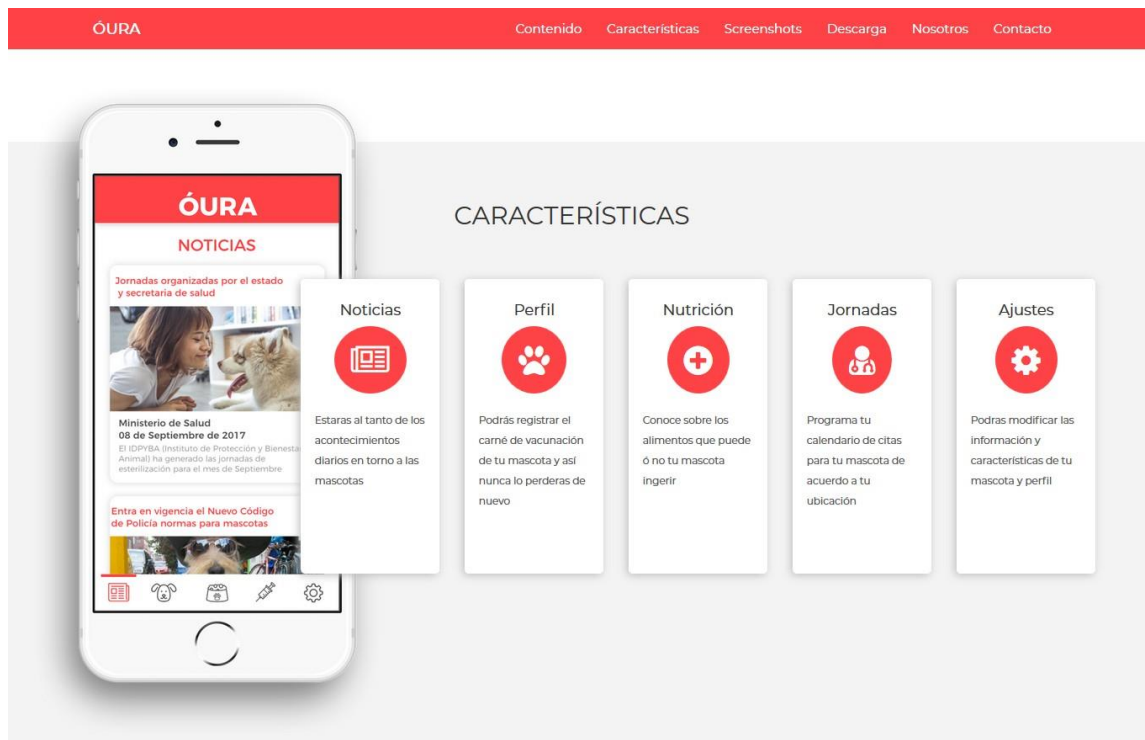 ÓURA
Contenido Características Screenshots Descarga Nosotros Contacto
ÓURA
NOTICIAS
Jornadas organizadas por el estado
y secretaria de salud
Ministerio de Salud
08 de Septiembre de 2017
El IDPYBA (Instituto de Protección y Bienesta
Animal) ha generado las jornadas de
esterilización para el mes de Septiembre
Entra en vigencia el Nuevo Código
de Policía normas para mascotas
CARACTERÍSTICAS
Noticias
Estaras al tanto de los
acontecimientos
diarios en torno a las
mascotas
Perfil
Podrás registrar el
carné de vacunación
de tu mascota y así
nunca lo perderas de
nuevo
Nutrición
Conoce sobre los
alimentos que puede
ó no tu mascota
ingerir
Jornadas
Programa tu
calendario de citas
para tu mascota de
acuerdo a tu
ubicación
Ajustes
Podras modificar las
información y
características de tu
mascota y perfil